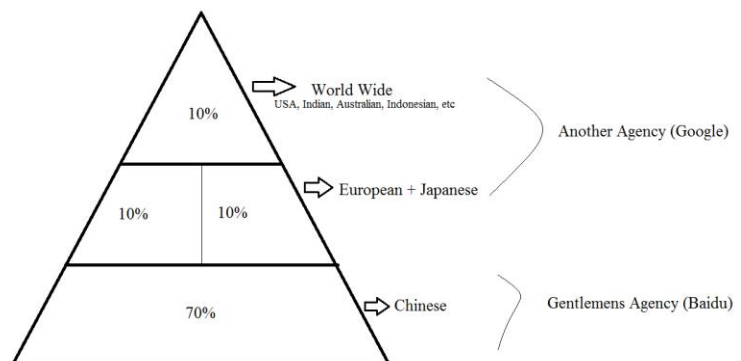 World Wide
USA, Indian, Australian, Indonesian, etc
10%
Another Agency (Google)
European + Japanese
10%
10%
Chinese
Gentlemens Agency (Baidu)
70%